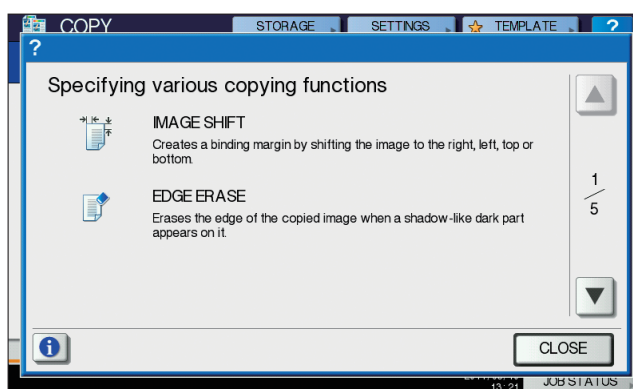 COPY
STORAGE
SETTINGS
TEMPLATE
?
?
Specifying various copying functions
IMAGE SHIFT
Creates a binding margin by shifting the image to the right, left, top or
bottom.
EDGE ERASE
Erases the edge of the copied image when a shadow-like dark part
appears on it.
1
5
i
CLOSE
13:21
JOB STATUS